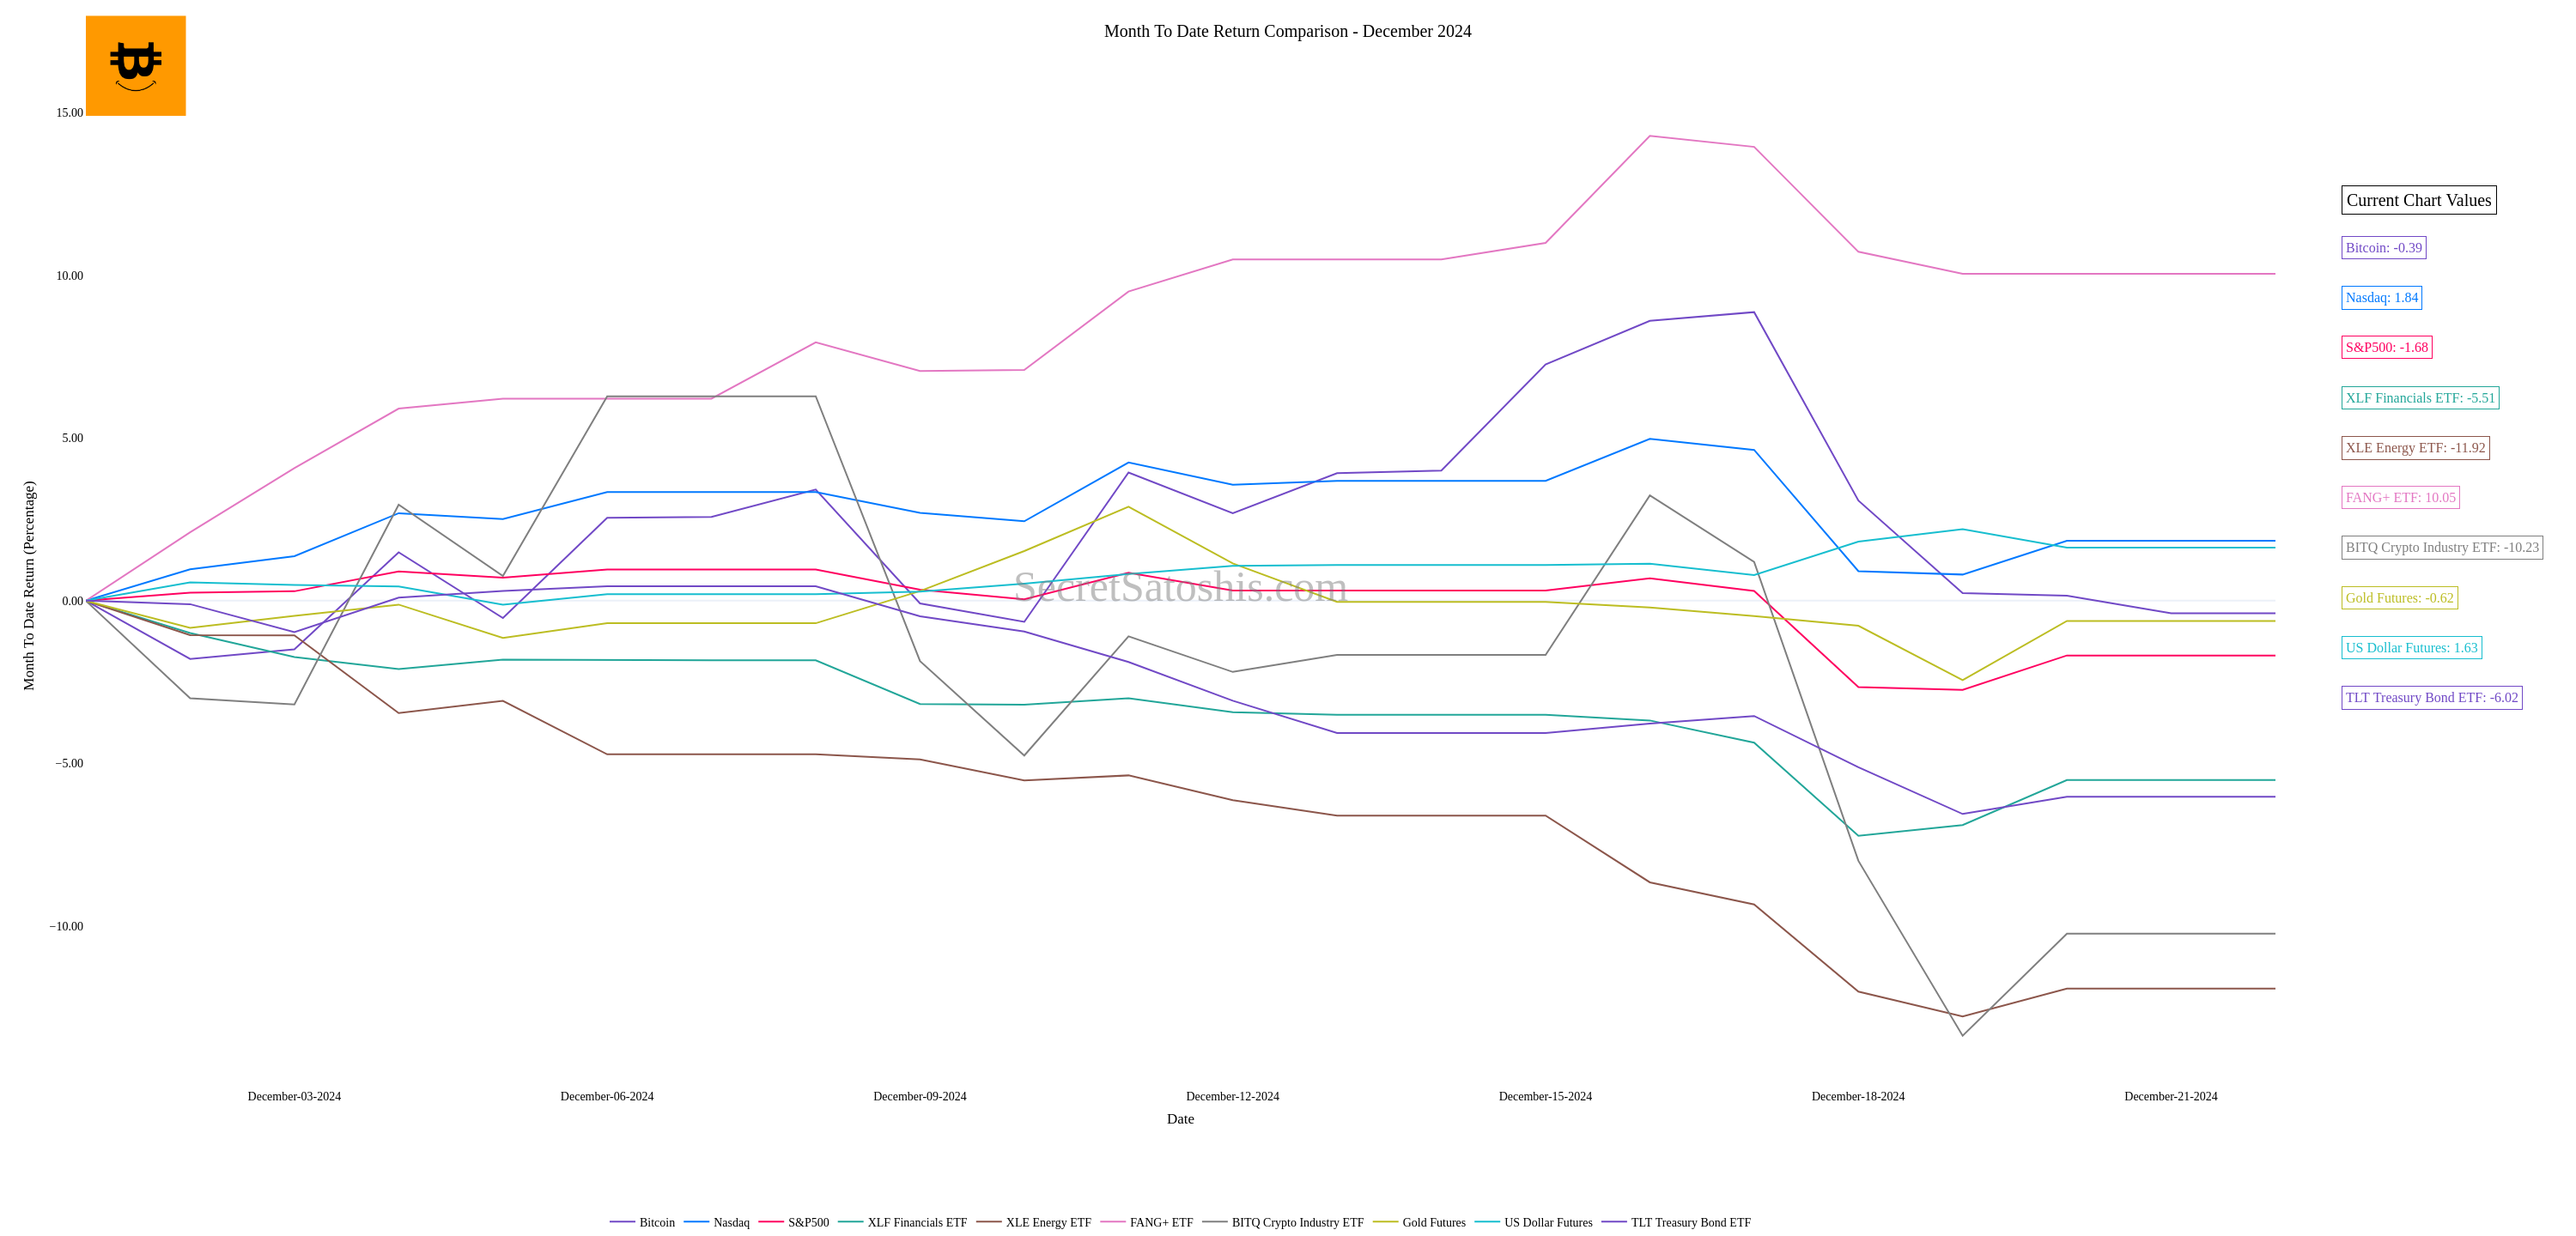 Month To Date Return Comparison - December 2024
15.00
10.00
5.00
0.00
−5.00
−10.00
Month To Date Return (Percentage)
SecretSatoshis.com
Current Chart Values
Bitcoin: -0.39
Nasdaq: 1.84
S&P500: -1.68
XLF Financials ETF: -5.51
XLE Energy ETF: -11.92
FANG+ ETF: 10.05
BITQ Crypto Industry ETF: -10.23
Gold Futures: -0.62
US Dollar Futures: 1.63
TLT Treasury Bond ETF: -6.02
December-03-2024 December-06-2024 December-09-2024 December-12-2024 December-15-2024 December-18-2024 December-21-2024
Date
Bitcoin Nasdaq S&P500 XLF Financials ETF XLE Energy ETF FANG+ ETF BITQ Crypto Industry ETF Gold Futures US Dollar Futures TLT Treasury Bond ETF